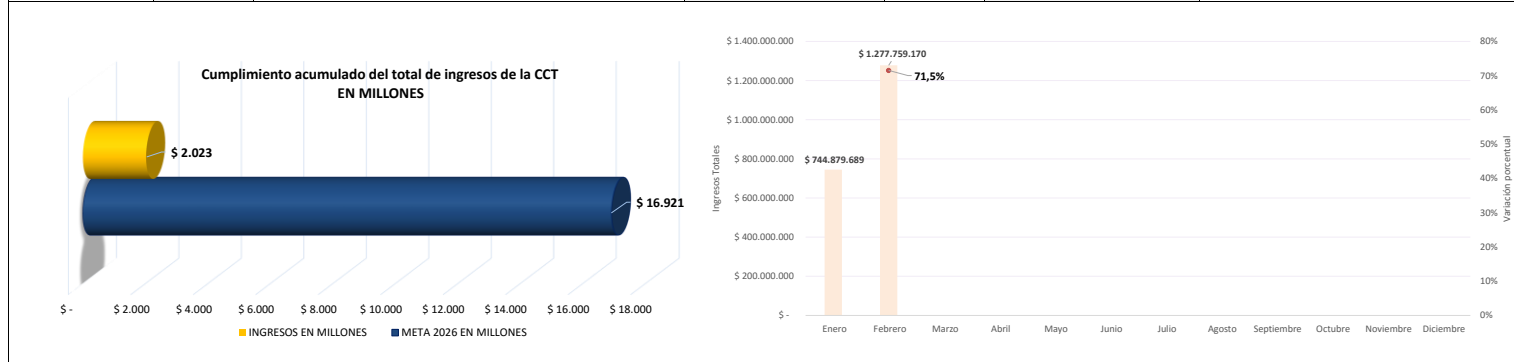 Cumplimiento acumulado del total de ingresos de la CCT
EN MILLONES
$ 2.023
$ 16.921
$ -
$ 2.000
$ 4.000
$ 6.000
$ 8.000
$ 10.000
$ 12.000
$ 14.000
$ 16.000
$ 18.000
INGRESOS EN MILLONES
META 2026 EN MILLONES
Ingresos Totales
$ 1.400.000.000
$ 1.200.000.000
$ 1.000.000.000
$ 800.000.000
$ 600.000.000
$ 400.000.000
$ 200.000.000
$ -
$ 744.879.689
$ 1.277.759.170
71,5%
80%
70%
60%
50%
40%
30%
20%
10%
0%
Variación porcentual
Enero
Febrero
Marzo
Abril
Mayo
Junio
Julio
Agosto
Septiembre
Octubre
Noviembre
Diciembre